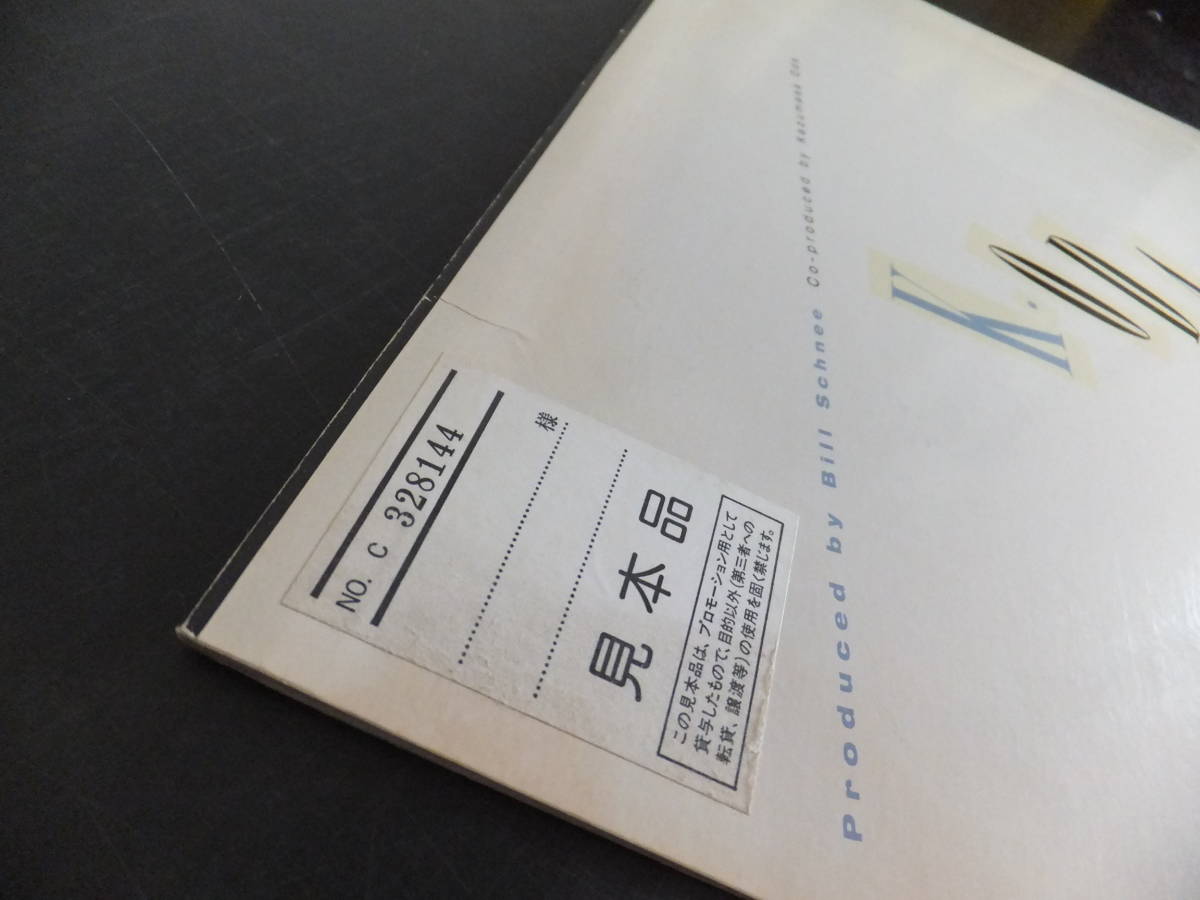 NO. C 328144
様
見本品
この見本品は、プロモーション用として
貸与したもので、目的以外(第三者への
転貸、譲渡等)の使用を固く禁じます。
Produced by Bill Schnee Co-produced by Kazumasa Oda
K.